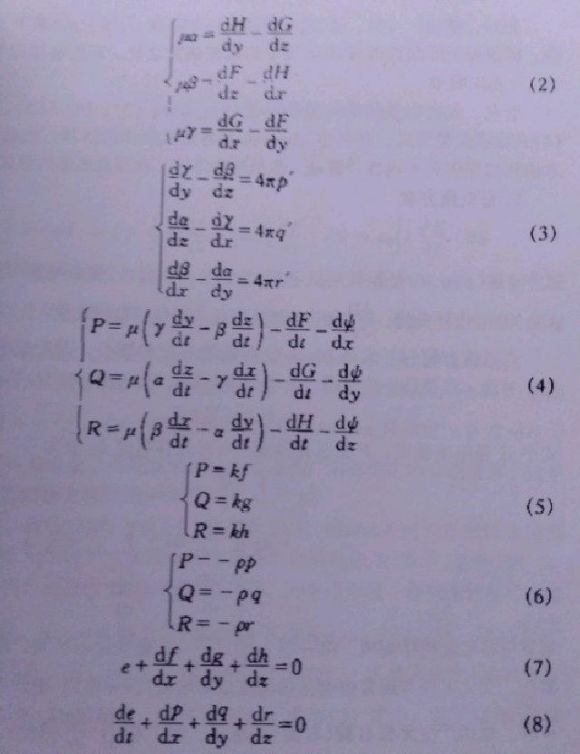 μα = dH/dy − dG/dz
μβ − dF/dz − dH/dx (2)
μγ = dG/dx − dF/dy
dγ/dy − dβ/dz = 4πp′
dα/dz − dγ/dx = 4πq′ (3)
dβ/dx − dα/dy = 4πr′
P = μ(γ dy/dt − β dz/dt) − dF/dt − dψ/dx
Q = μ(α dz/dt − γ dx/dt) − dG/dt − dψ/dy (4)
R = μ(β dx/dt − α dy/dt) − dH/dt − dψ/dz
P = kf
Q = kg (5)
R = kh
P − − ρp
Q = − ρq (6)
R = − ρr
e + df/dx + dg/dy + dh/dz = 0 (7)
de/dt + dp/dx + dq/dy + dr/dz = 0 (8)